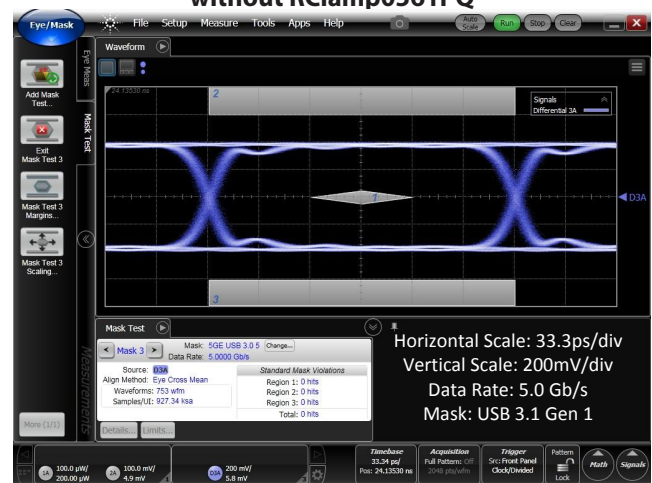 without RClamp0561PQ
Eye/Mask
File Setup Measure Tools Apps Help
Auto Scale
Run
Stop
Clear
Waveform
Eye Meas
Mask Test
Add Mask
Test...
Exit
Mask Test 3
Mask Test 3
Margins...
Mask Test 3
Scaling...
More (1/1)
24.13530 ns
2
Signals
Differential 3A
1
D3A
3
Mask Test
Measurements
Mask 3
Mask: 5GE USB 3.0 5 Change...
Data Rate: 5.0000 Gb/s
Source: D3A
Align Method: Eye Cross Mean
Waveforms: 753 wfm
Samples/UI: 927.34 ksa
Standard Mask Violations
Region 1: 0 hits
Region 2: 0 hits
Region 3: 0 hits
Total: 0 hits
Details... Limits...
Horizontal Scale: 33.3ps/div
Vertical Scale: 200mV/div
Data Rate: 5.0 Gb/s
Mask: USB 3.1 Gen 1
1A 100.0 µW/
200.00 µW
2A 100.0 mV/
4.9 mV
D3A 200 mV/
5.8 mV
Timebase
33.34 ps/
Pos: 24.13530 ns
Acquisition
Full Pattern: Off
2048 pts/wfm
Trigger
Src: Front Panel
Clock/Divided
Pattern
Lock
Math
Signals